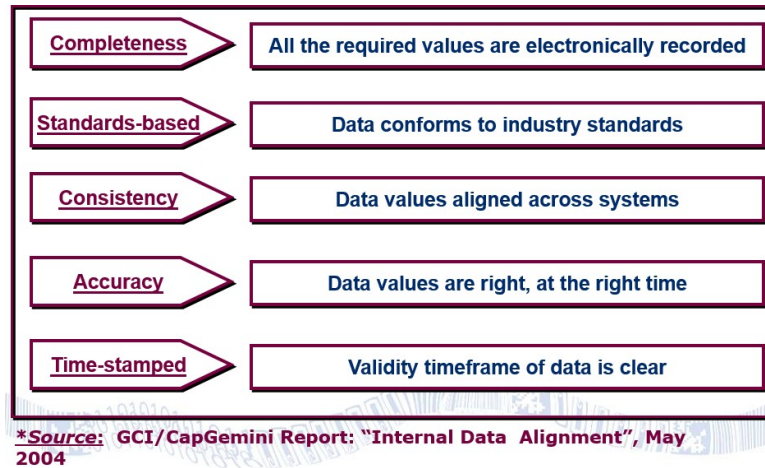 Completeness
All the required values are electronically recorded
Standards-based
Data conforms to industry standards
Consistency
Data values aligned across systems
Accuracy
Data values are right, at the right time
Time-stamped
Validity timeframe of data is clear
*Source: GCI/CapGemini Report: “Internal Data Alignment”, May
2004